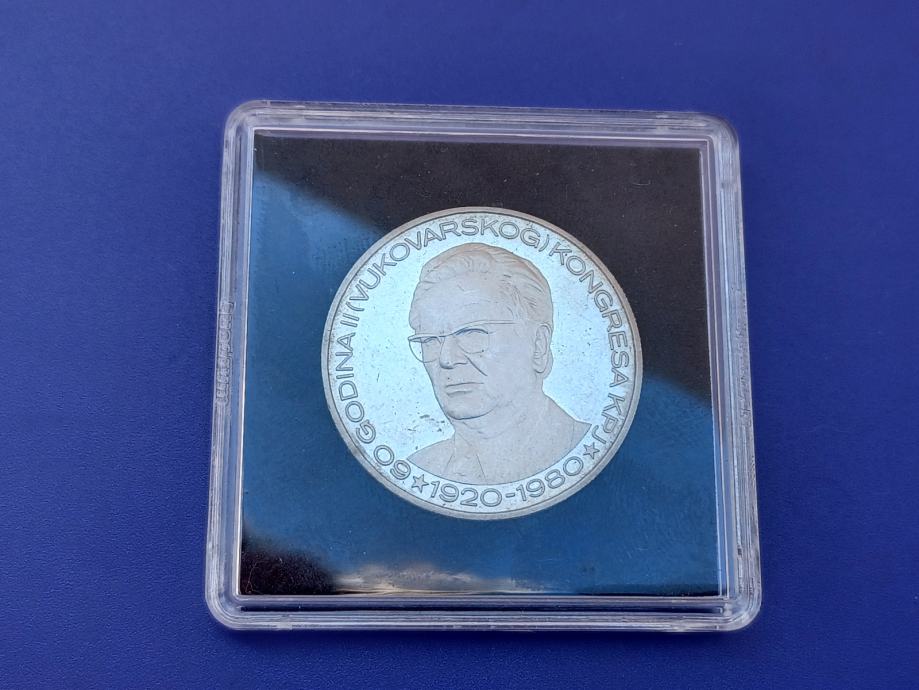 60 GODINA II (VUKOVARSKOG) KONGRESA KPJ
★ 1920-1980 ★